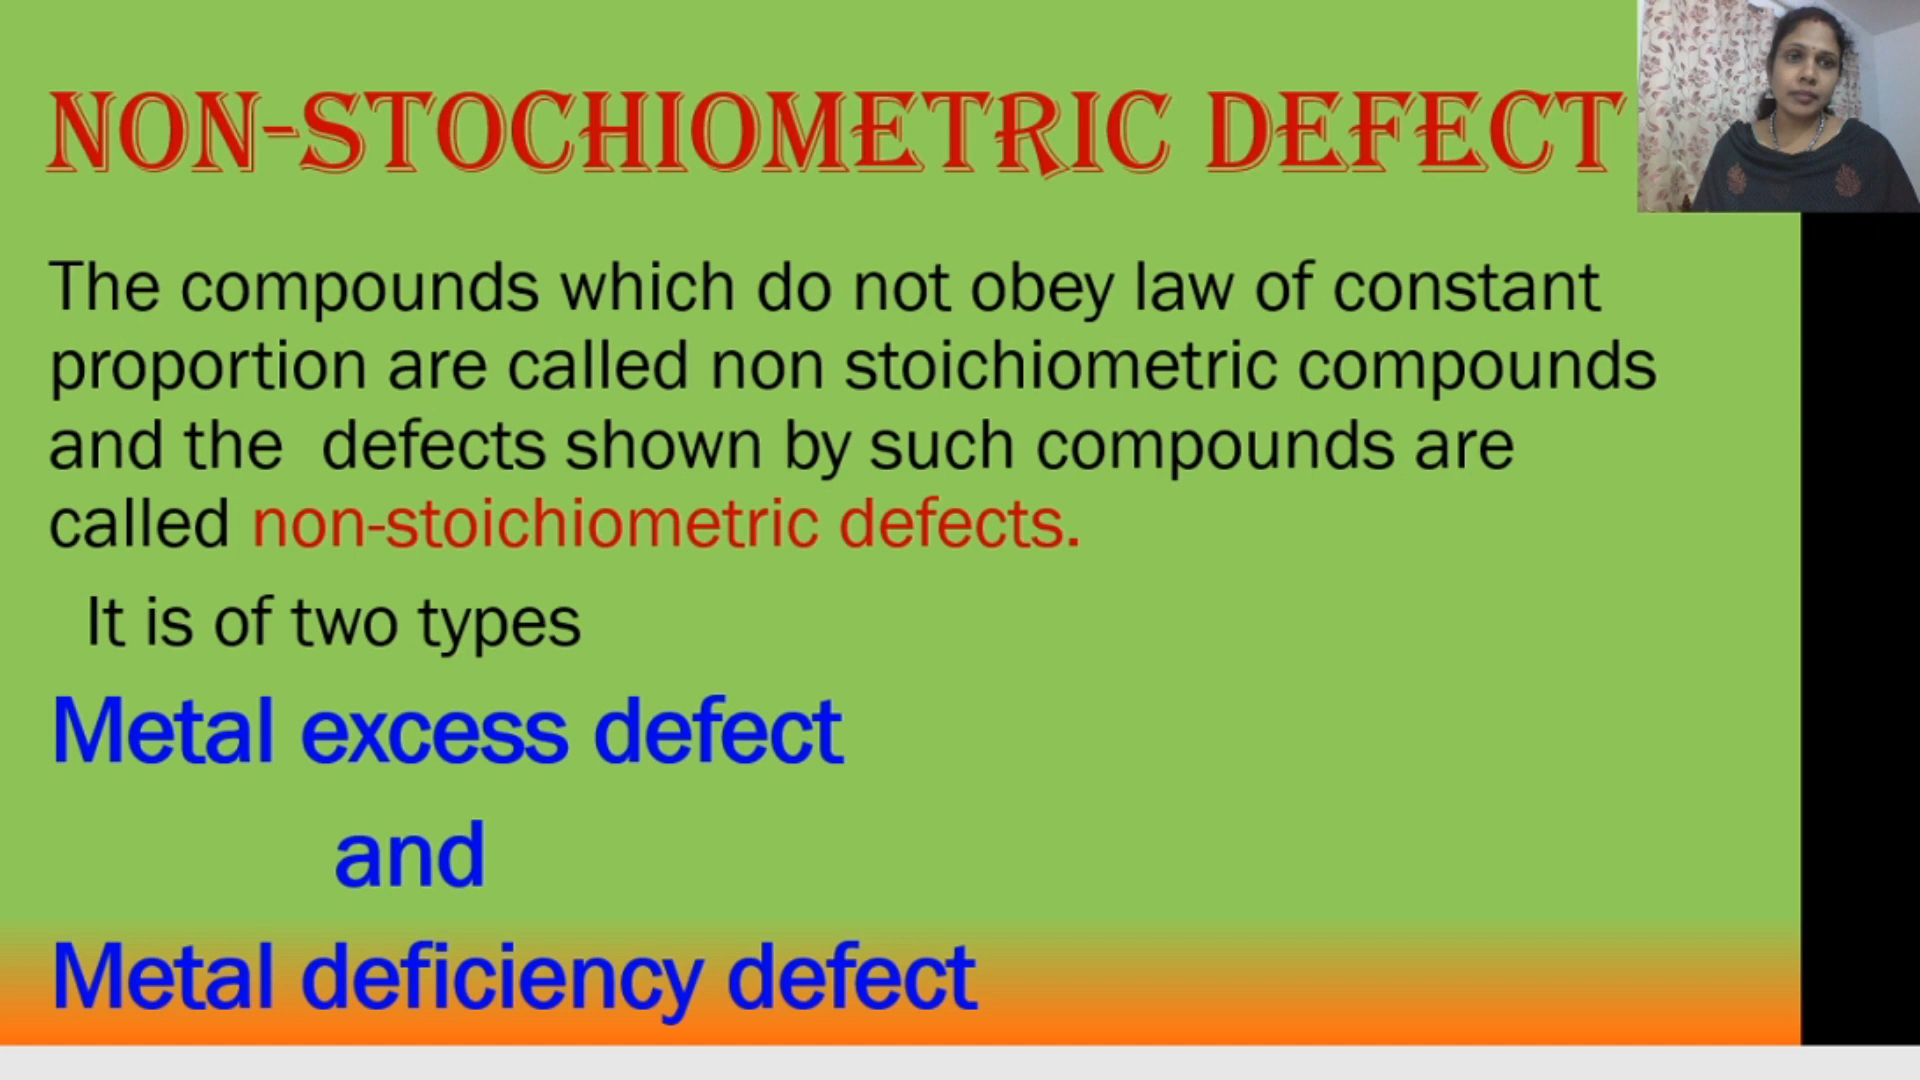 NON-STOCHIOMETRIC DEFECT
The compounds which do not obey law of constant
proportion are called non stoichiometric compounds
and the defects shown by such compounds are
called non-stoichiometric defects.
It is of two types
Metal excess defect
and
Metal deficiency defect